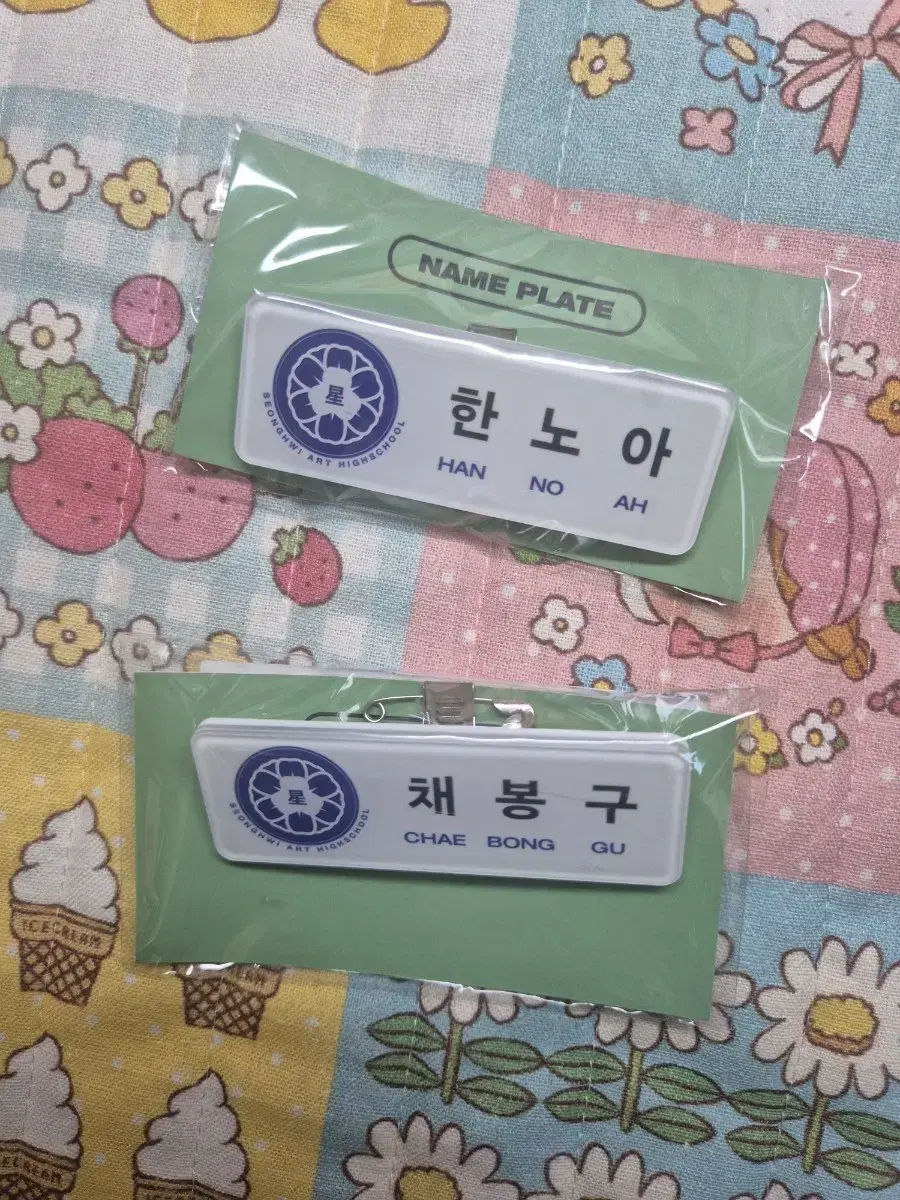 NAME PLATE
星
SEONGHWI ART HIGHSCHOOL
한 노 아
HAN NO AH
星
SEONGHWI ART HIGHSCHOOL
채 봉 구
CHAE BONG GU
ICECREAM